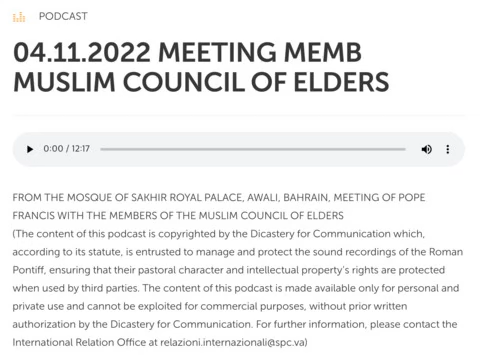 PODCAST
04.11.2022 MEETING MEMB
MUSLIM COUNCIL OF ELDERS
0:00 / 12:17
FROM THE MOSQUE OF SAKHIR ROYAL PALACE, AWALI, BAHRAIN, MEETING OF POPE
FRANCIS WITH THE MEMBERS OF THE MUSLIM COUNCIL OF ELDERS
(The content of this podcast is copyrighted by the Dicastery for Communication which,
according to its statute, is entrusted to manage and protect the sound recordings of the Roman
Pontiff, ensuring that their pastoral character and intellectual property's rights are protected
when used by third parties. The content of this podcast is made available only for personal and
private use and cannot be exploited for commercial purposes, without prior written
authorization by the Dicastery for Communication. For further information, please contact the
International Relation Office at relazioni.internazionali@spc.va)